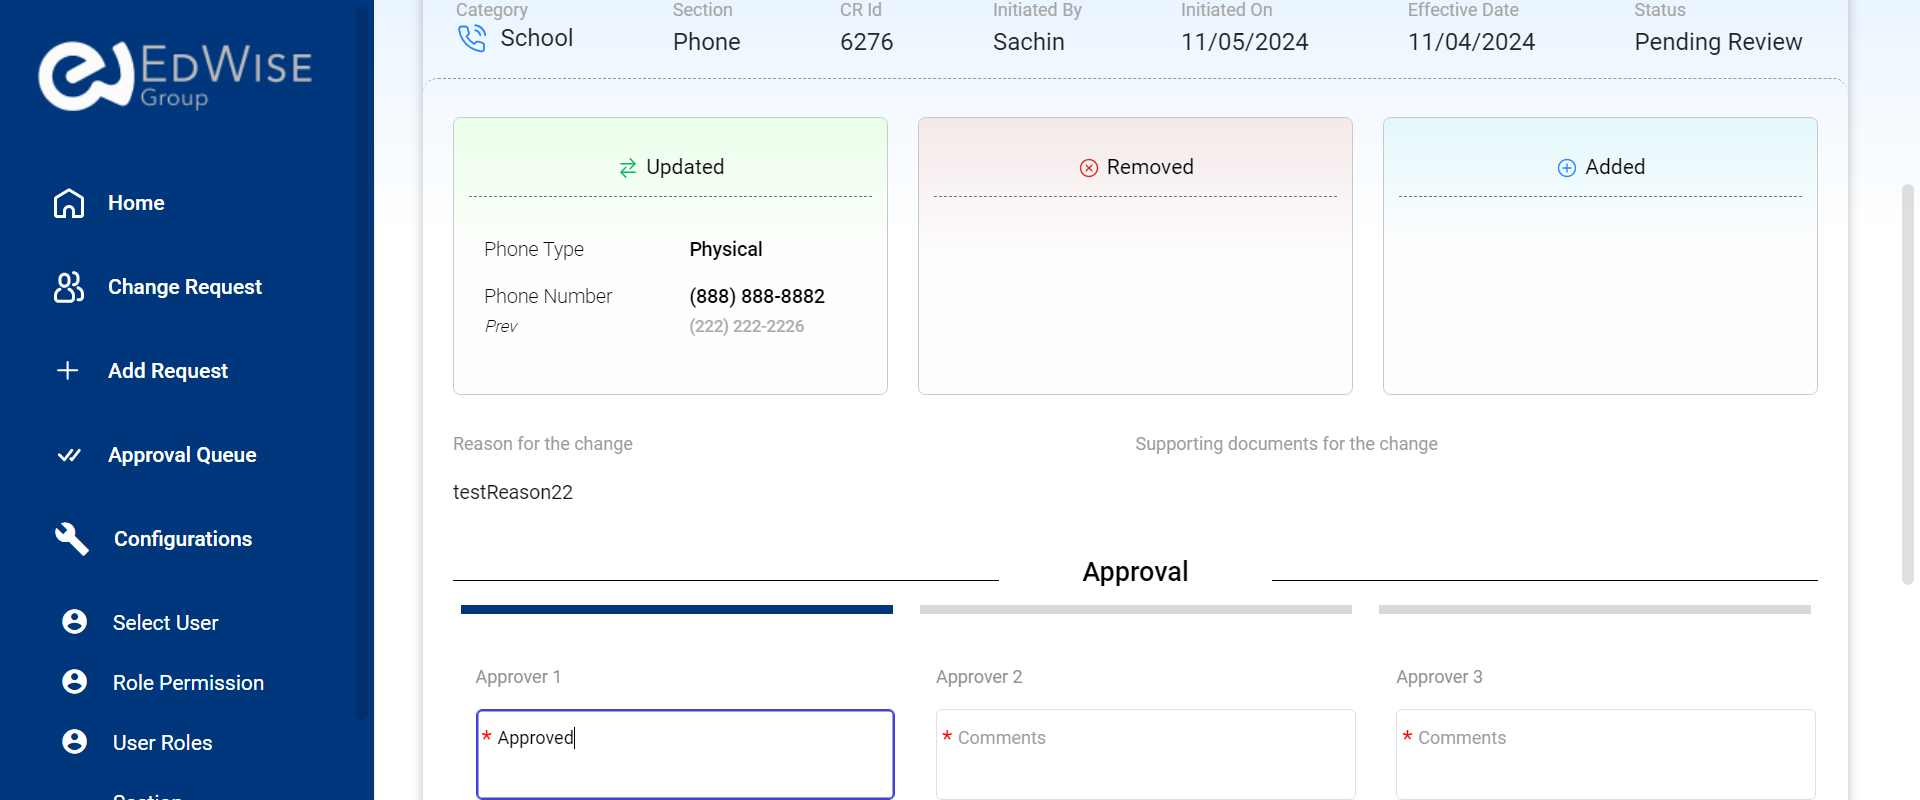 EDWISE
Group
Home
Change Request
Add Request
Approval Queue
Configurations
Select User
Role Permission
User Roles
Section
Category
School
Section
Phone
CR Id
6276
Initiated By
Sachin
Initiated On
11/05/2024
Effective Date
11/04/2024
Status
Pending Review
Updated
Phone Type Physical
Phone Number (888) 888-8882
Prev (222) 222-2226
Removed
Added
Reason for the change
testReason22
Supporting documents for the change
Approval
Approver 1
* Approved
Approver 2
* Comments
Approver 3
* Comments